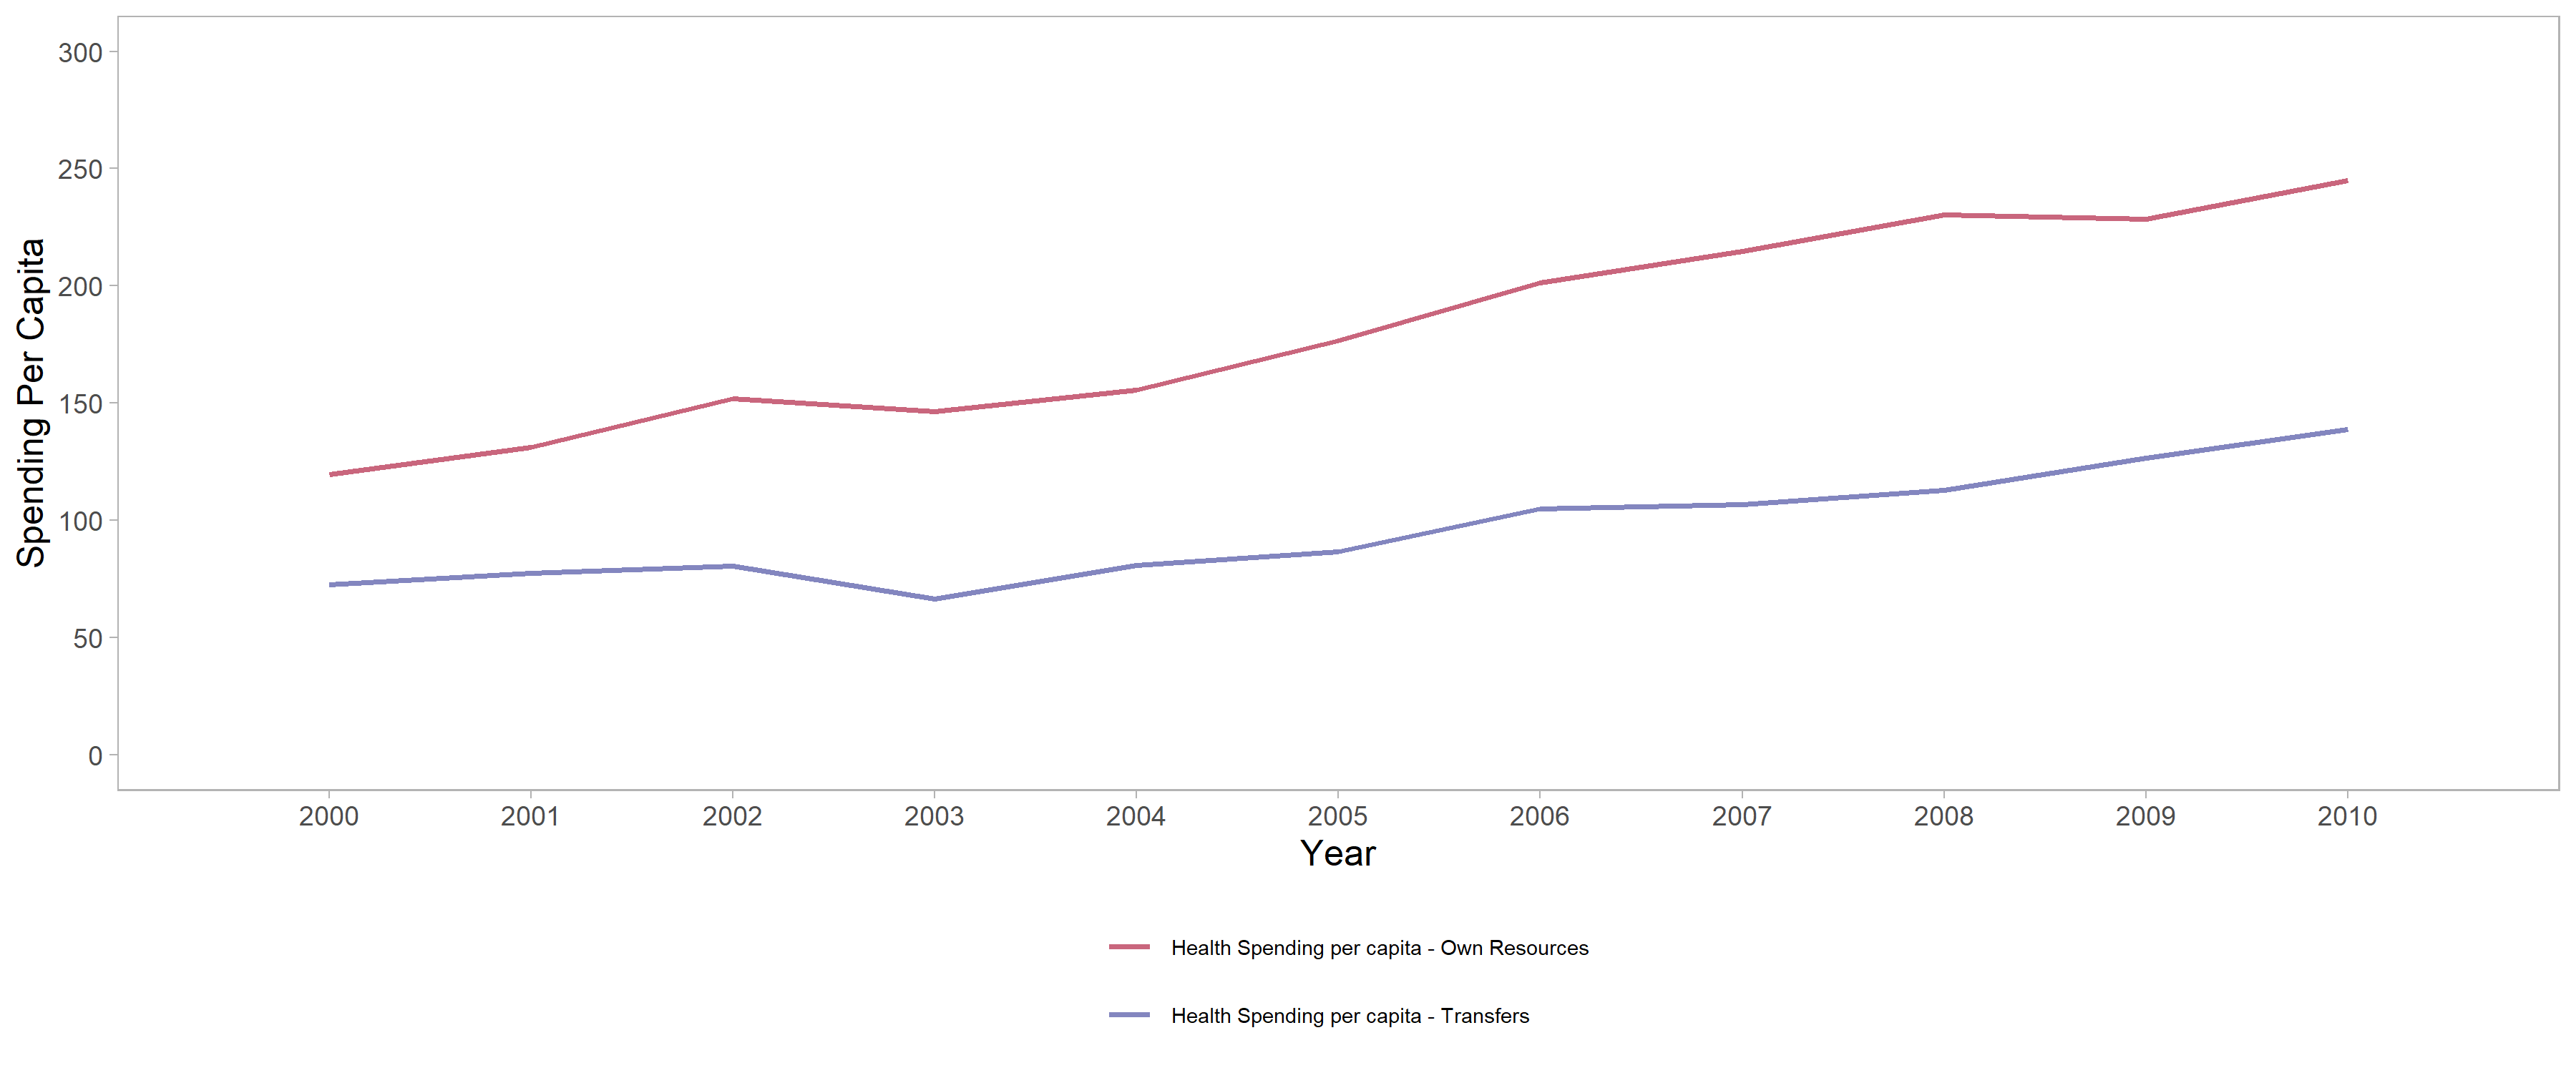 300
250
200
150
100
50
0
Spending Per Capita
2000 2001 2002 2003 2004 2005 2006 2007 2008 2009 2010
Year
Health Spending per capita - Own Resources
Health Spending per capita - Transfers